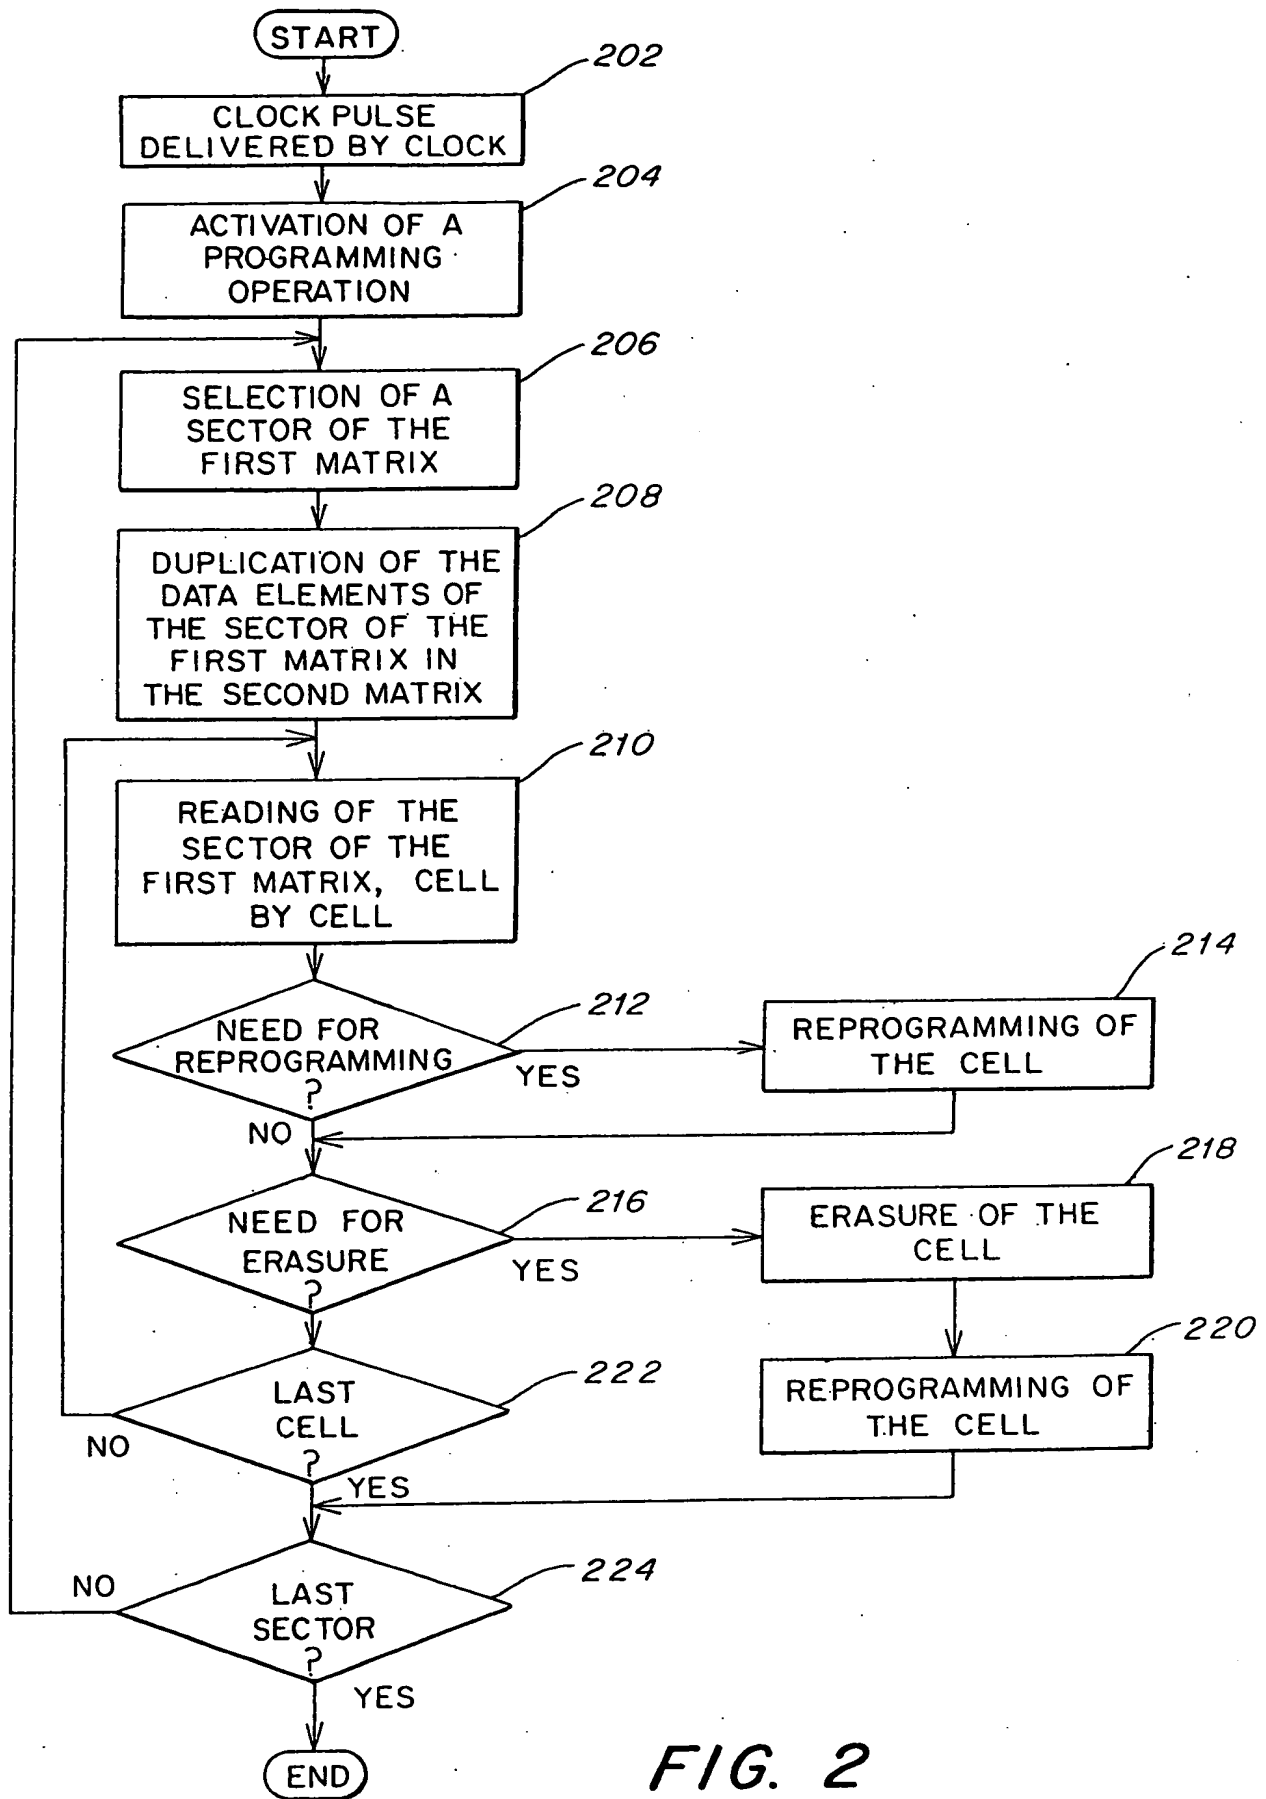 START
202
CLOCK PULSE
DELIVERED BY CLOCK
204
ACTIVATION OF A
PROGRAMMING
OPERATION
206
SELECTION OF A
SECTOR OF THE
FIRST MATRIX
208
DUPLICATION OF THE
DATA ELEMENTS OF
THE SECTOR OF THE
FIRST MATRIX IN
THE SECOND MATRIX
210
READING OF THE
SECTOR OF THE
FIRST MATRIX, CELL
BY CELL
212
NEED FOR
REPROGRAMMING
?
YES
NO
214
REPROGRAMMING OF
THE CELL
216
NEED FOR
ERASURE
?
YES
218
ERASURE OF THE
CELL
220
REPROGRAMMING OF
THE CELL
222
LAST
CELL
?
NO
YES
224
LAST
SECTOR
?
NO
YES
END
FIG. 2